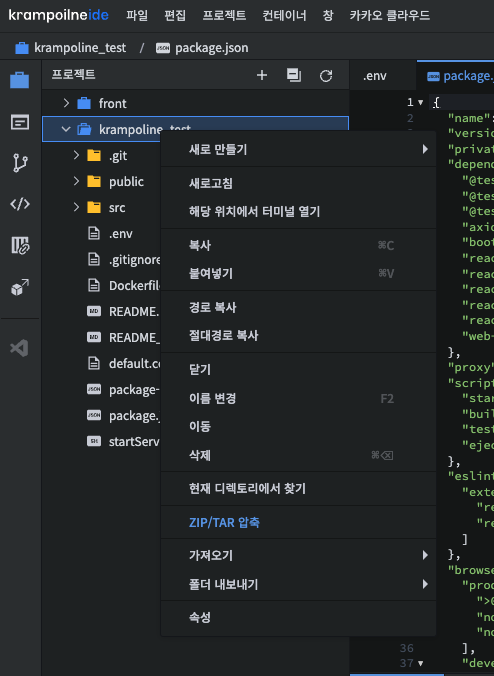 krampoilneide 파일 편집 프로젝트 컨테이너 창 카카오 클라우드
krampoline_test / package.json
프로젝트
.env
package.j
front
krampoline_test
.git
public
src
.env
.gitignore
Dockerfile
README.
README_
default.co
package-
package.
startServ
새로 만들기
새로고침
해당 위치에서 터미널 열기
복사 ⌘C
붙여넣기 ⌘V
경로 복사
절대경로 복사
닫기
이름 변경 F2
이동
삭제 ⌘⌫
현재 디렉토리에서 찾기
ZIP/TAR 압축
가져오기
폴더 내보내기
속성
1 {
2 "name":
"versio
"privat
"depend
"@tes
"@tes
"@tes
"axio
"boot
"reac
"reac
"reac
"reac
"reac
"web-
},
"proxy"
"script
"star
"buil
"test
"ejec
},
"eslint
"exte
"re
"re
]
},
"browse
"prod
">0
"no
"no
36 ],
37 "deve